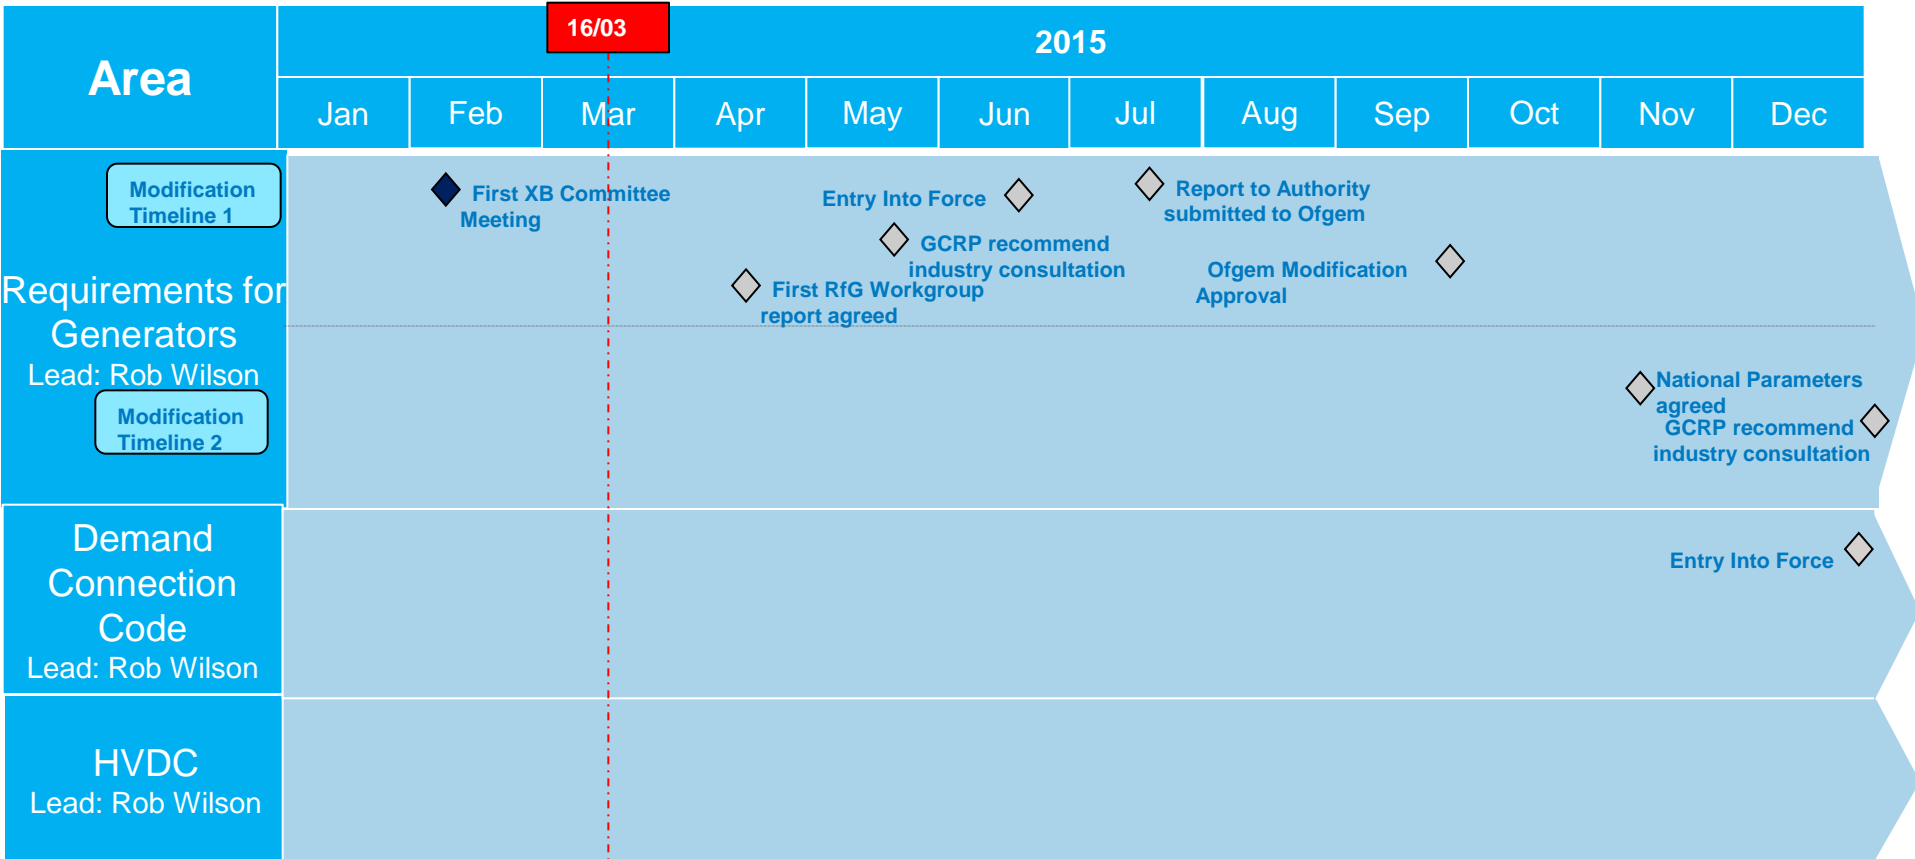 16/03
2015
Area
Jan Feb Mar Apr May Jun Jul Aug Sep Oct Nov Dec
Modification
Timeline 1
Requirements for
Generators
Lead: Rob Wilson
Modification
Timeline 2
First XB Committee
Meeting
Entry Into Force
Report to Authority
submitted to Ofgem
GCRP recommend
industry consultation
Ofgem Modification
Approval
First RfG Workgroup
report agreed
National Parameters
agreed
GCRP recommend
industry consultation
Demand
Connection
Code
Lead: Rob Wilson
Entry Into Force
HVDC
Lead: Rob Wilson